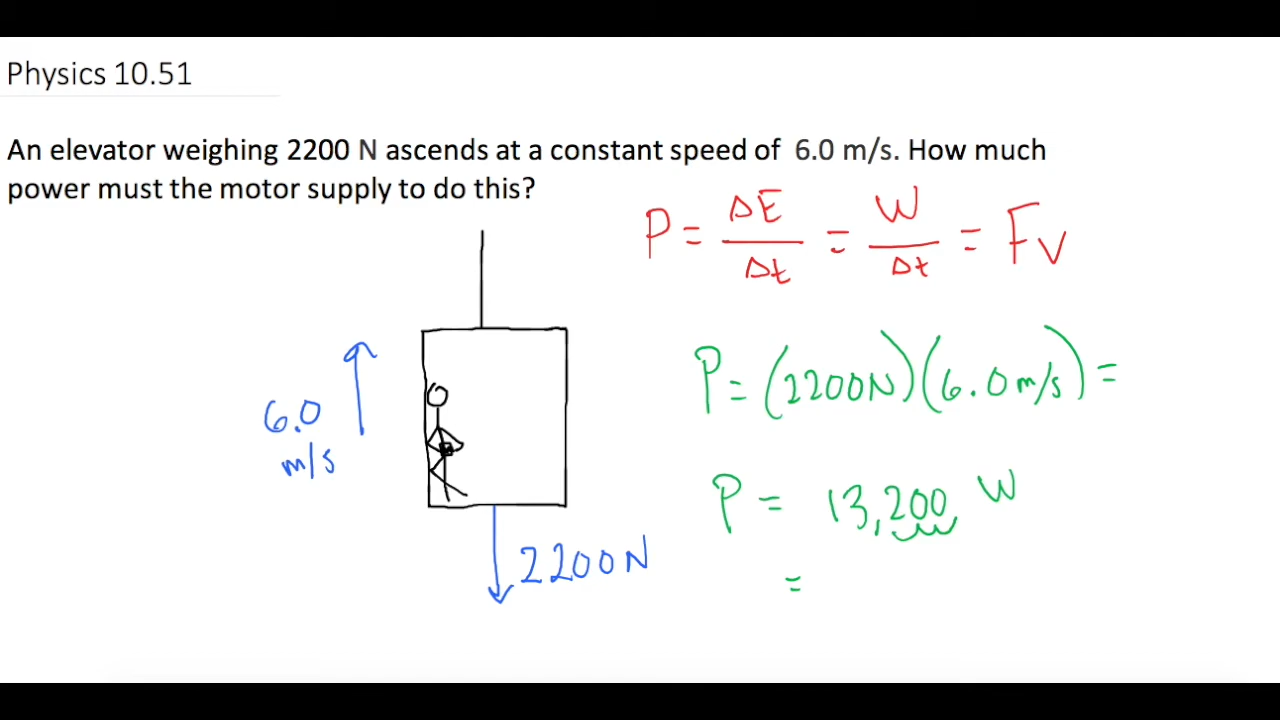 Physics 10.51
An elevator weighing 2200 N ascends at a constant speed of 6.0 m/s. How much
power must the motor supply to do this?
P = ΔE/Δt = W/Δt = Fv
P = (2200N)(6.0 m/s) =
6.0
m/s
P = 13,200 W
2200N
=